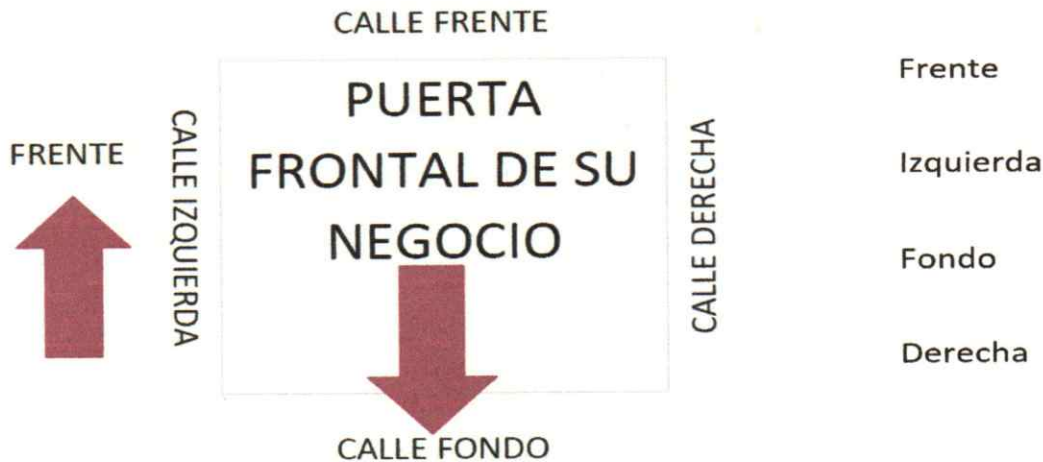 CALLE FRENTE
PUERTA
FRONTAL DE SU
NEGOCIO
FRENTE
CALLE IZQUIERDA
CALLE DERECHA
CALLE FONDO
Frente
Izquierda
Fondo
Derecha